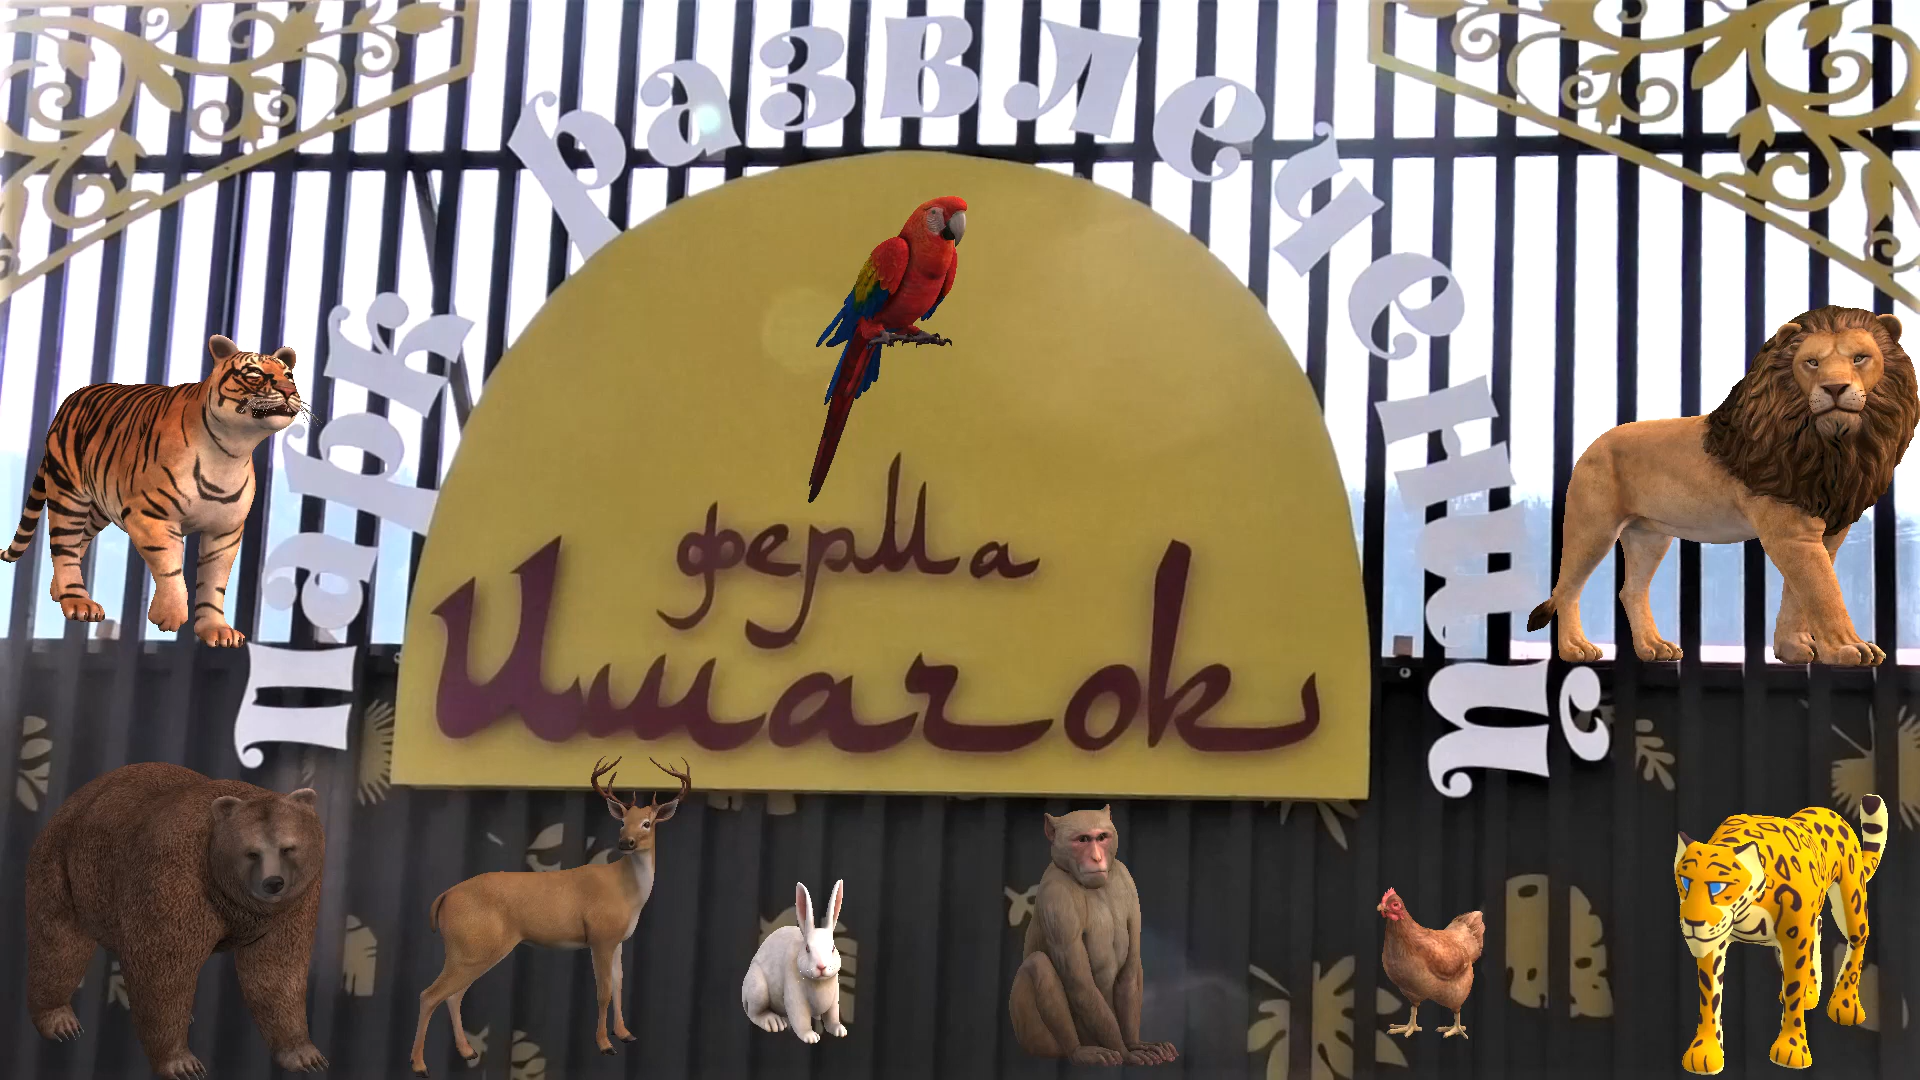 парк развлечений
ферма
Ишачок